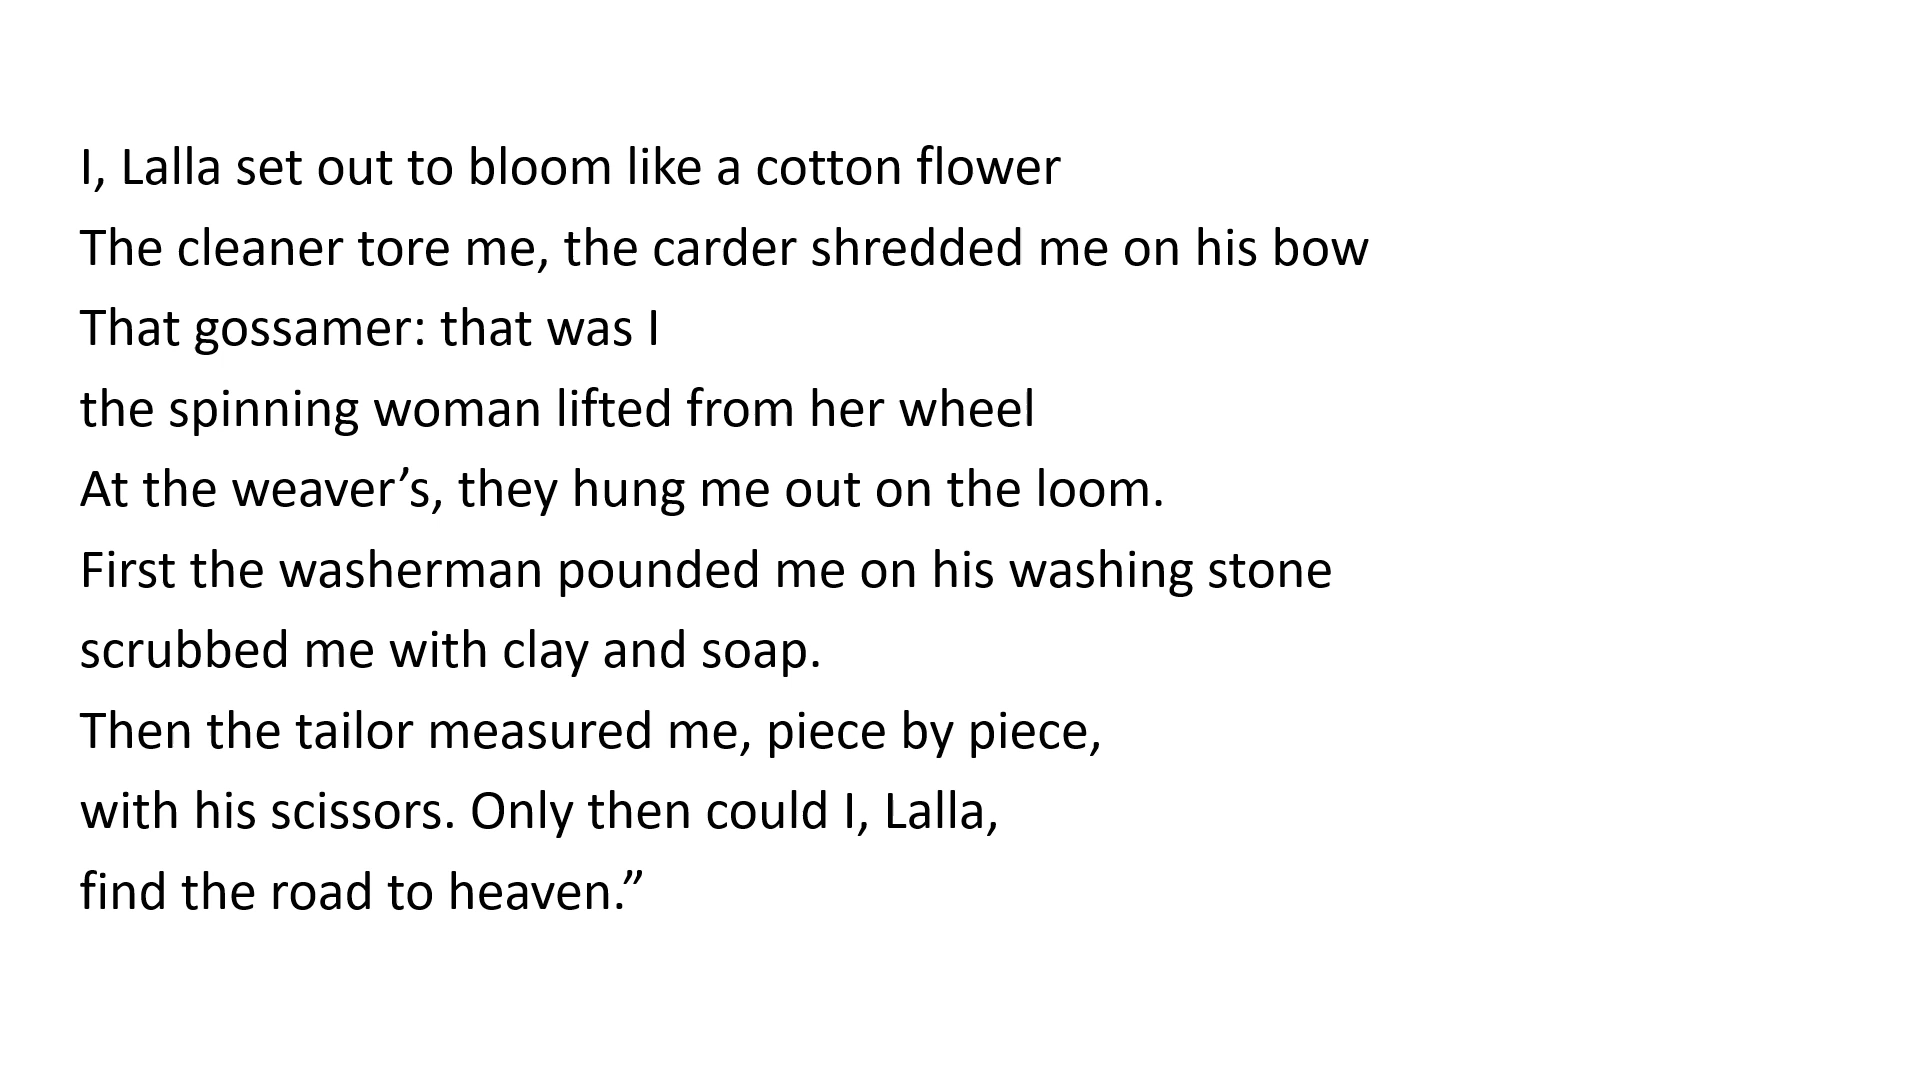 I, Lalla set out to bloom like a cotton flower
The cleaner tore me, the carder shredded me on his bow
That gossamer: that was I
the spinning woman lifted from her wheel
At the weaver’s, they hung me out on the loom.
First the washerman pounded me on his washing stone
scrubbed me with clay and soap.
Then the tailor measured me, piece by piece,
with his scissors. Only then could I, Lalla,
find the road to heaven.”